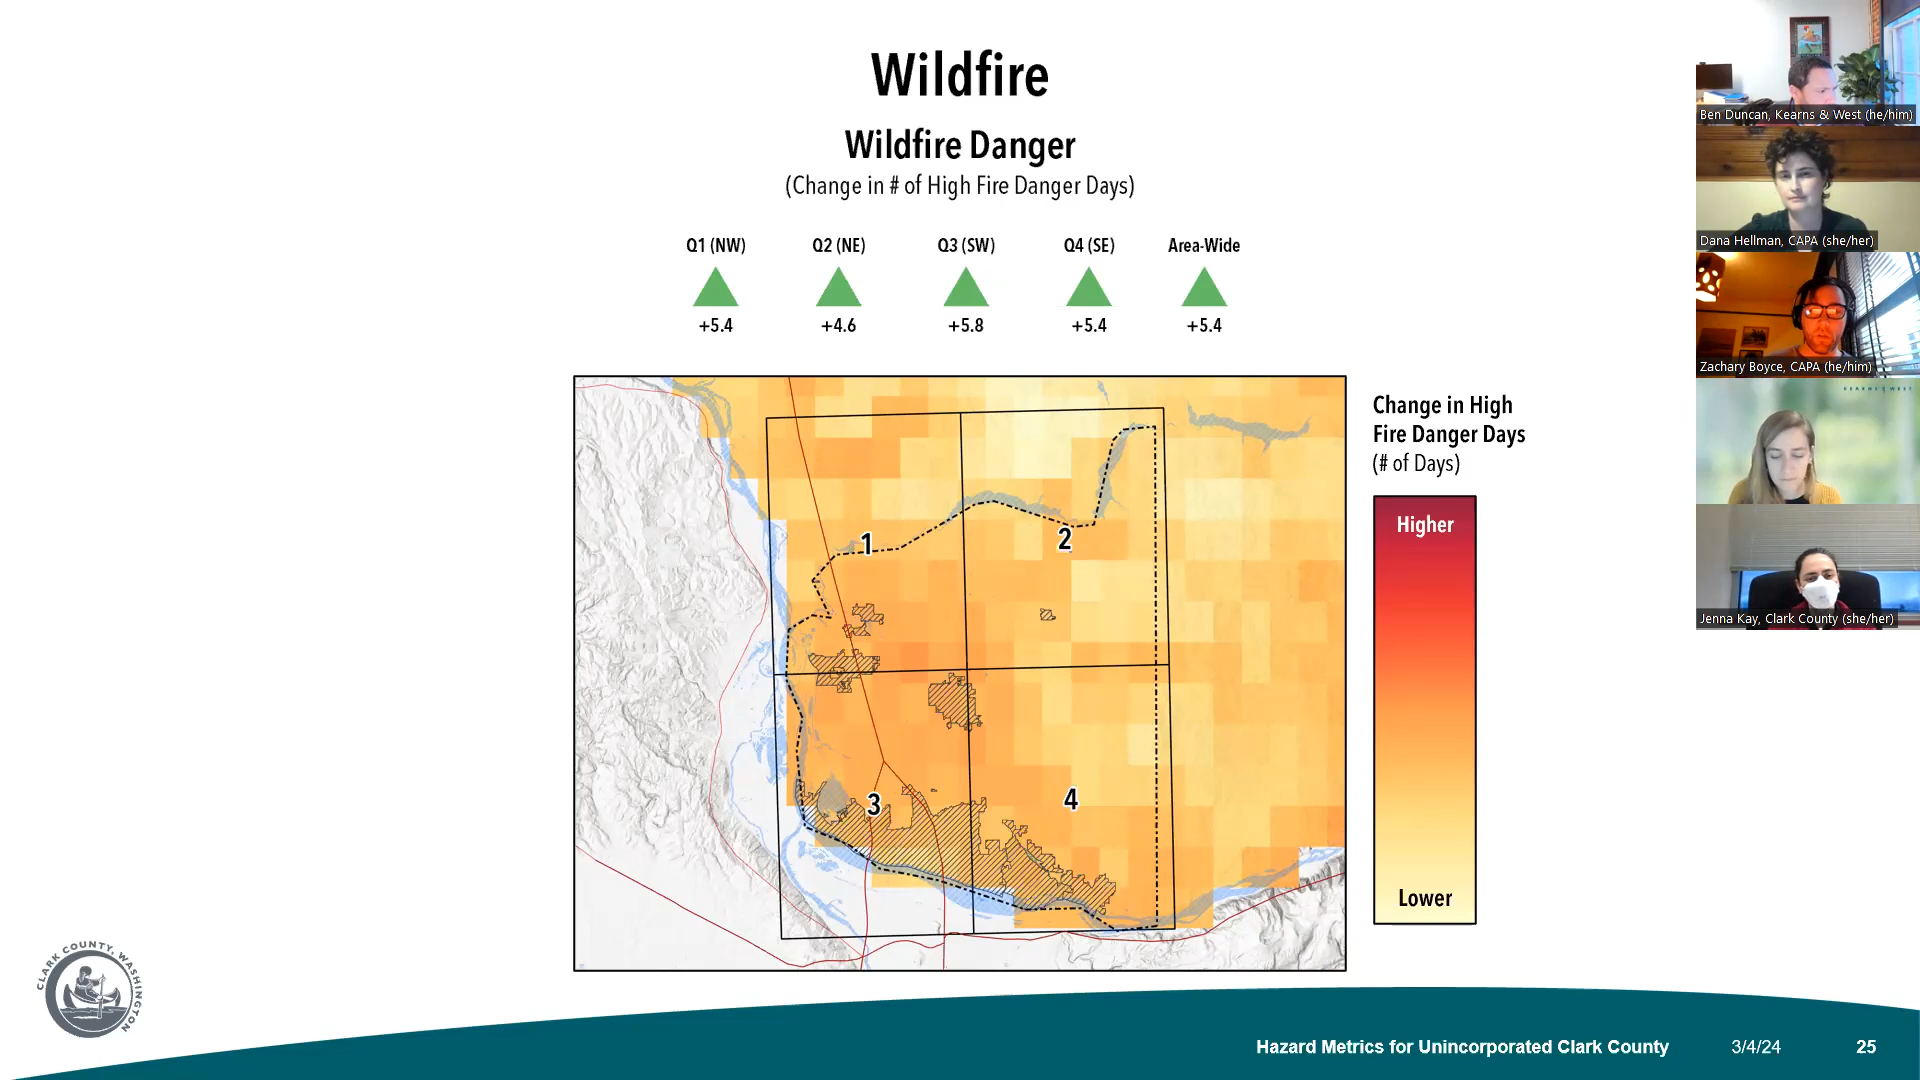 Wildfire
Wildfire Danger
(Change in # of High Fire Danger Days)
Q1 (NW) Q2 (NE) Q3 (SW) Q4 (SE) Area-Wide
+5.4 +4.6 +5.8 +5.4 +5.4
1
2
3
4
Change in High
Fire Danger Days
(# of Days)
Higher
Lower
Ben Duncan, Kearns & West (he/him)
Dana Hellman, CAPA (she/her)
Zachary Boyce, CAPA (he/him)
KEARNS & WEST
Jenna Kay, Clark County (she/her)
CLARK COUNTY, WASHINGTON
Hazard Metrics for Unincorporated Clark County 3/4/24 25